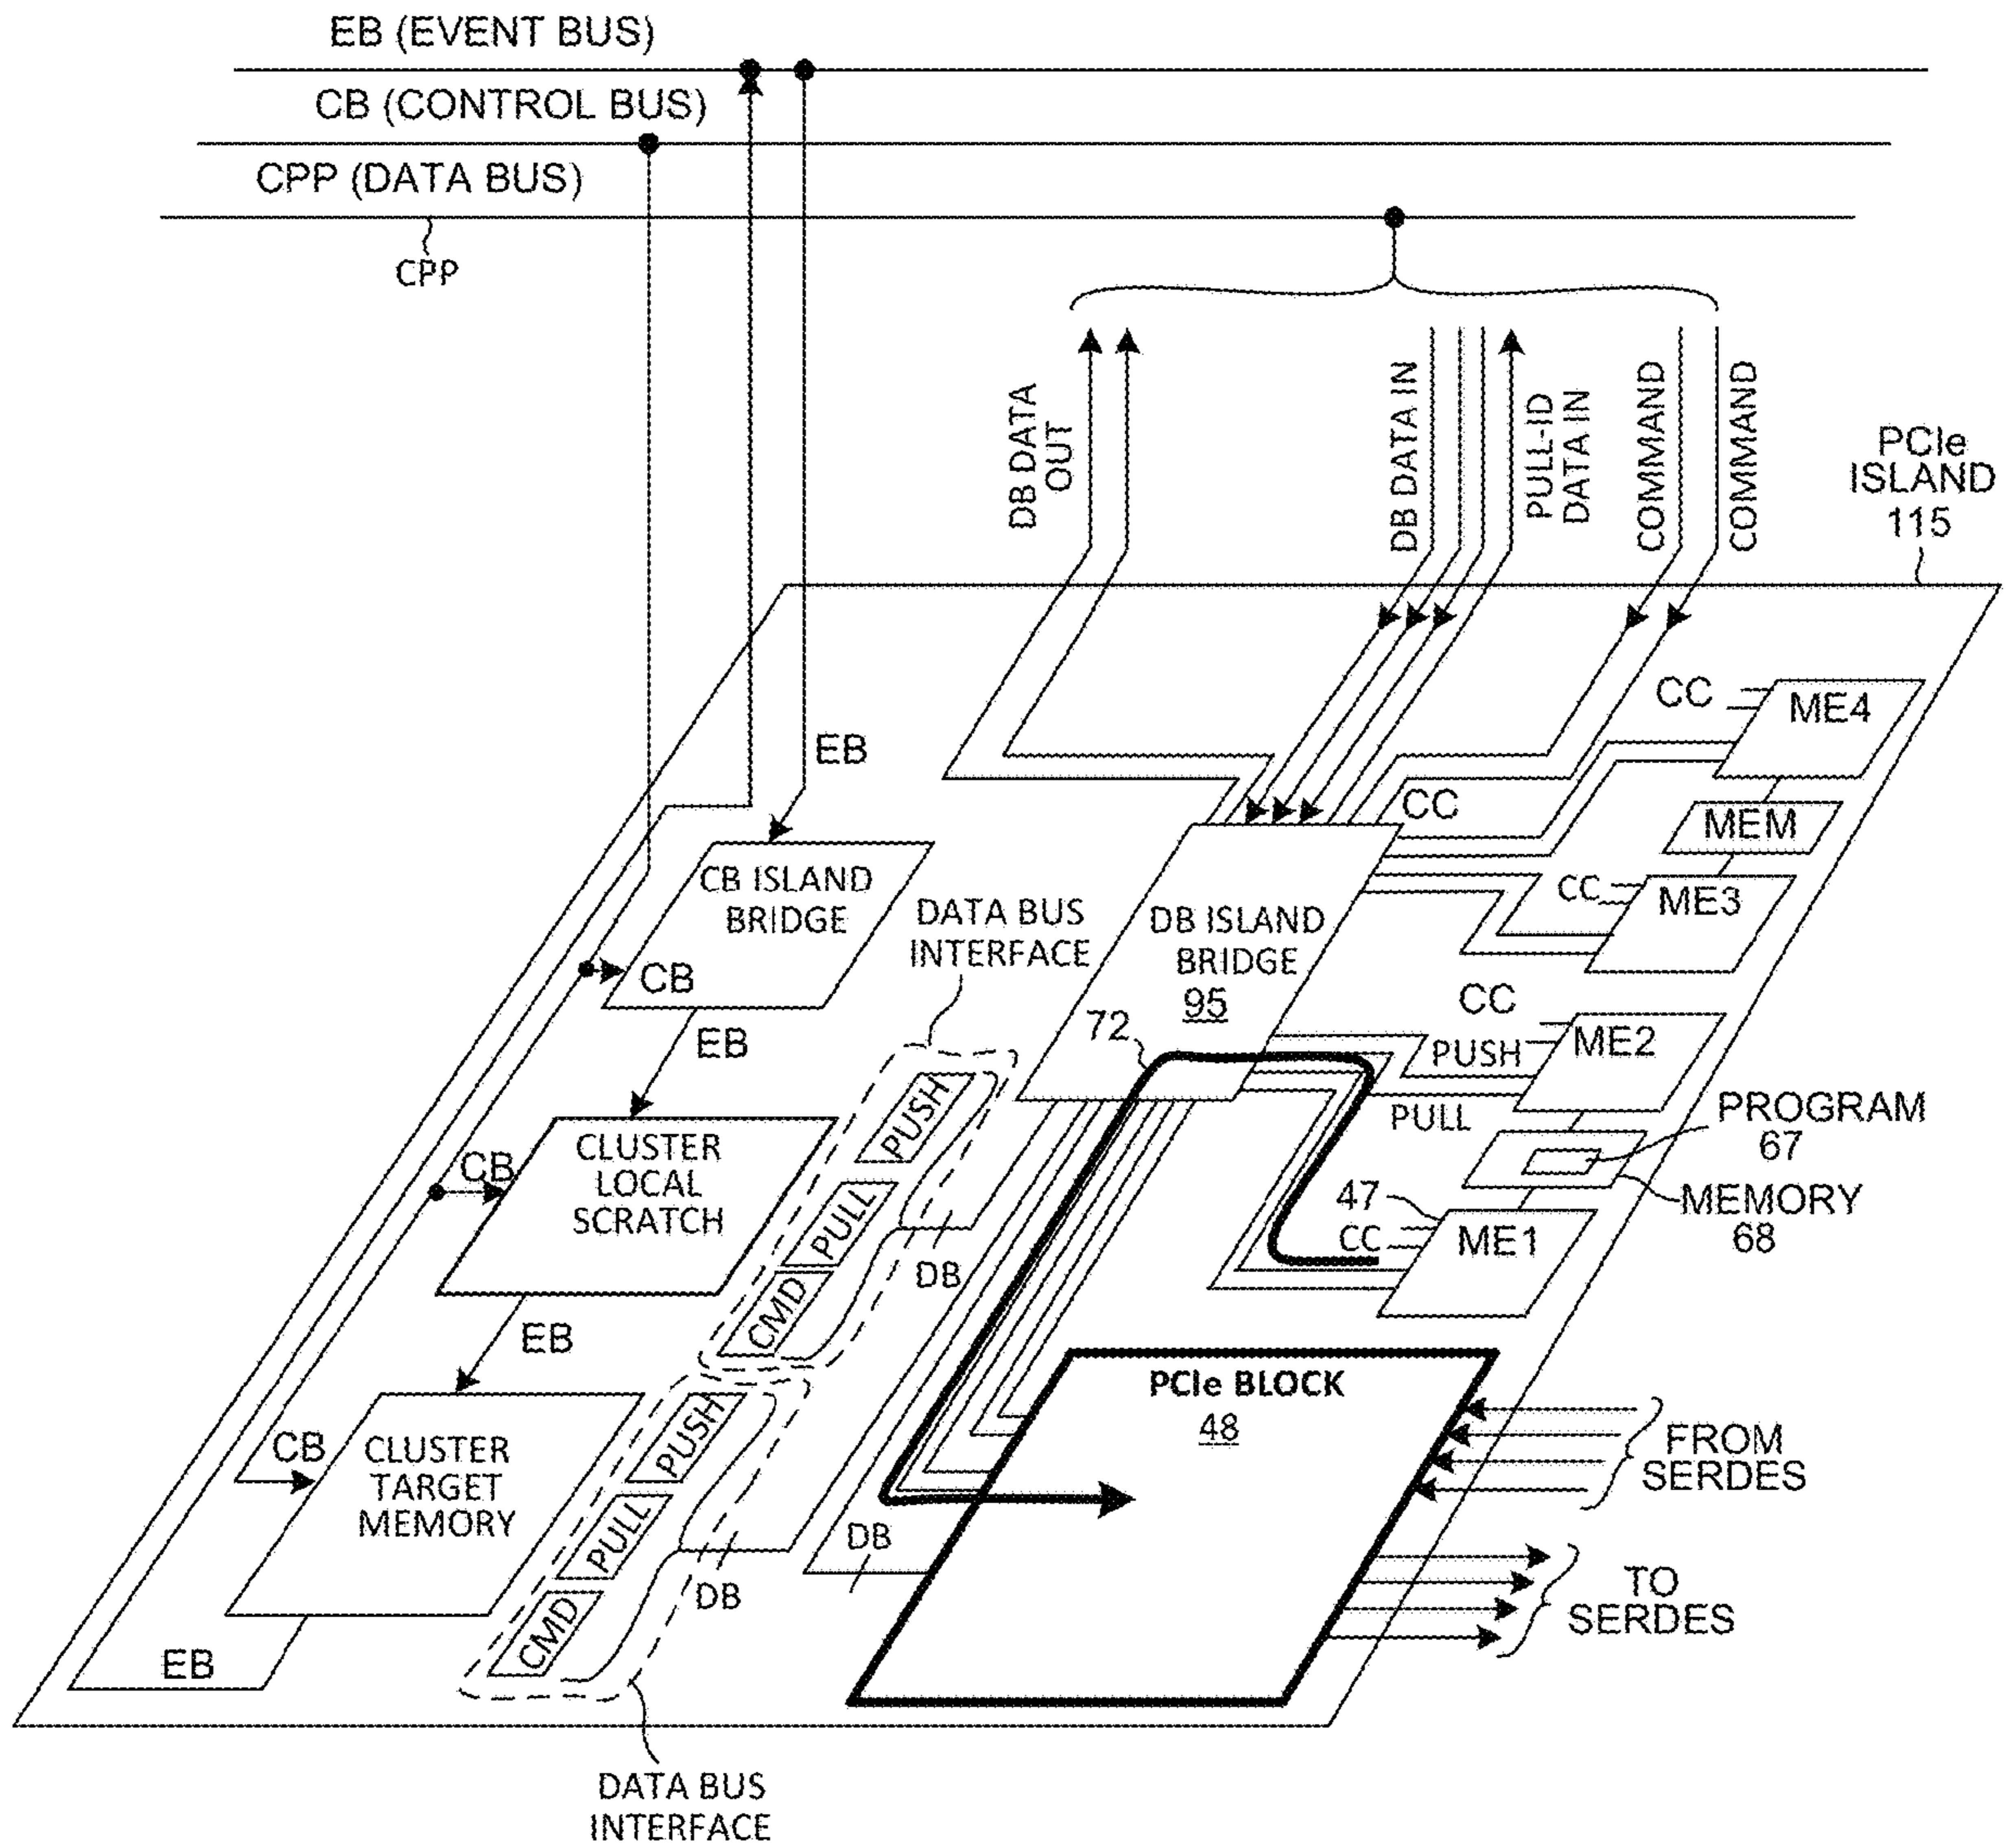 EB (EVENT BUS)
CB (CONTROL BUS)
CPP (DATA BUS)
CPP
DB DATA
OUT
DB DATA IN
PULL-ID
DATA IN
COMMAND
COMMAND
PCIe
ISLAND
115
EB
CC
ME4
CC
MEM
CB ISLAND
BRIDGE
CB
DATA BUS
INTERFACE
DB ISLAND
BRIDGE
95
CC
ME3
CC
ME2
EB
72
PUSH
PULL
PROGRAM
67
MEMORY
68
47
CC
ME1
CLUSTER
LOCAL
SCRATCH
CB
PUSH
PULL
CMD
DB
EB
PCIe BLOCK
48
CLUSTER
TARGET
MEMORY
CB
PUSH
PULL
CMD
DB
DB
FROM
SERDES
TO
SERDES
EB
DATA BUS
INTERFACE